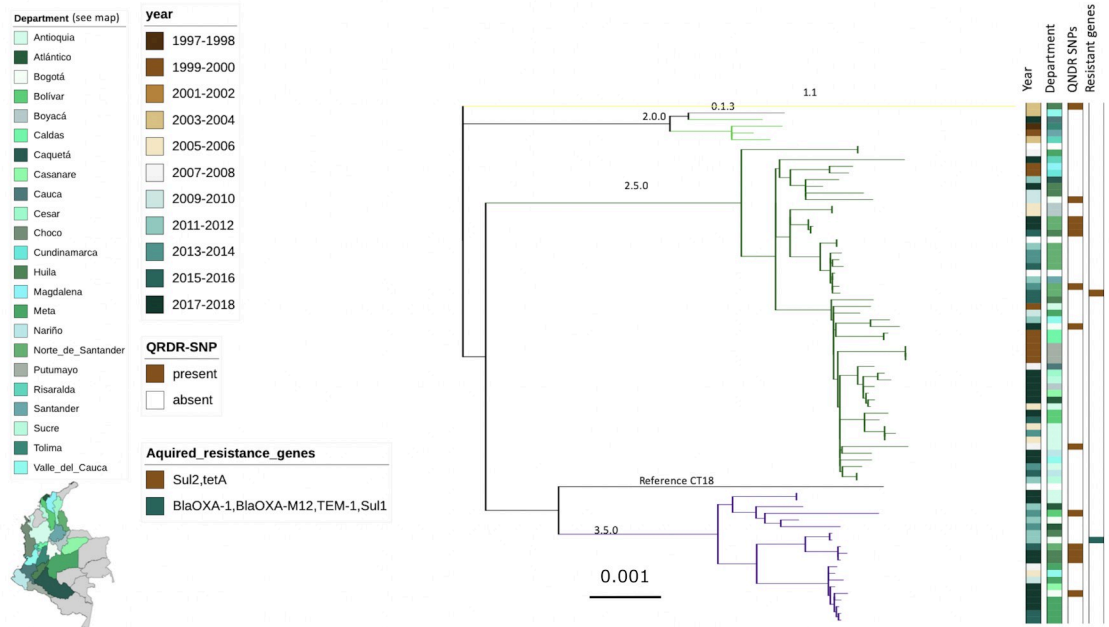 Department (see map)
Antioquia
Atlántico
Bogotá
Bolívar
Boyacá
Caldas
Caquetá
Casanare
Cauca
Cesar
Choco
Cundinamarca
Huila
Magdalena
Meta
Nariño
Norte_de_Santander
Putumayo
Risaralda
Santander
Sucre
Tolima
Valle_del_Cauca
year
1997-1998
1999-2000
2001-2002
2003-2004
2005-2006
2007-2008
2009-2010
2011-2012
2013-2014
2015-2016
2017-2018
QRDR-SNP
present
absent
Aquired_resistance_genes
Sul2,tetA
BlaOXA-1,BlaOXA-M12,TEM-1,Sul1
1.1
0.1.3
2.0.0
2.5.0
Reference CT18
3.5.0
0.001
Year
Department
QNDR SNPs
Resistant genes